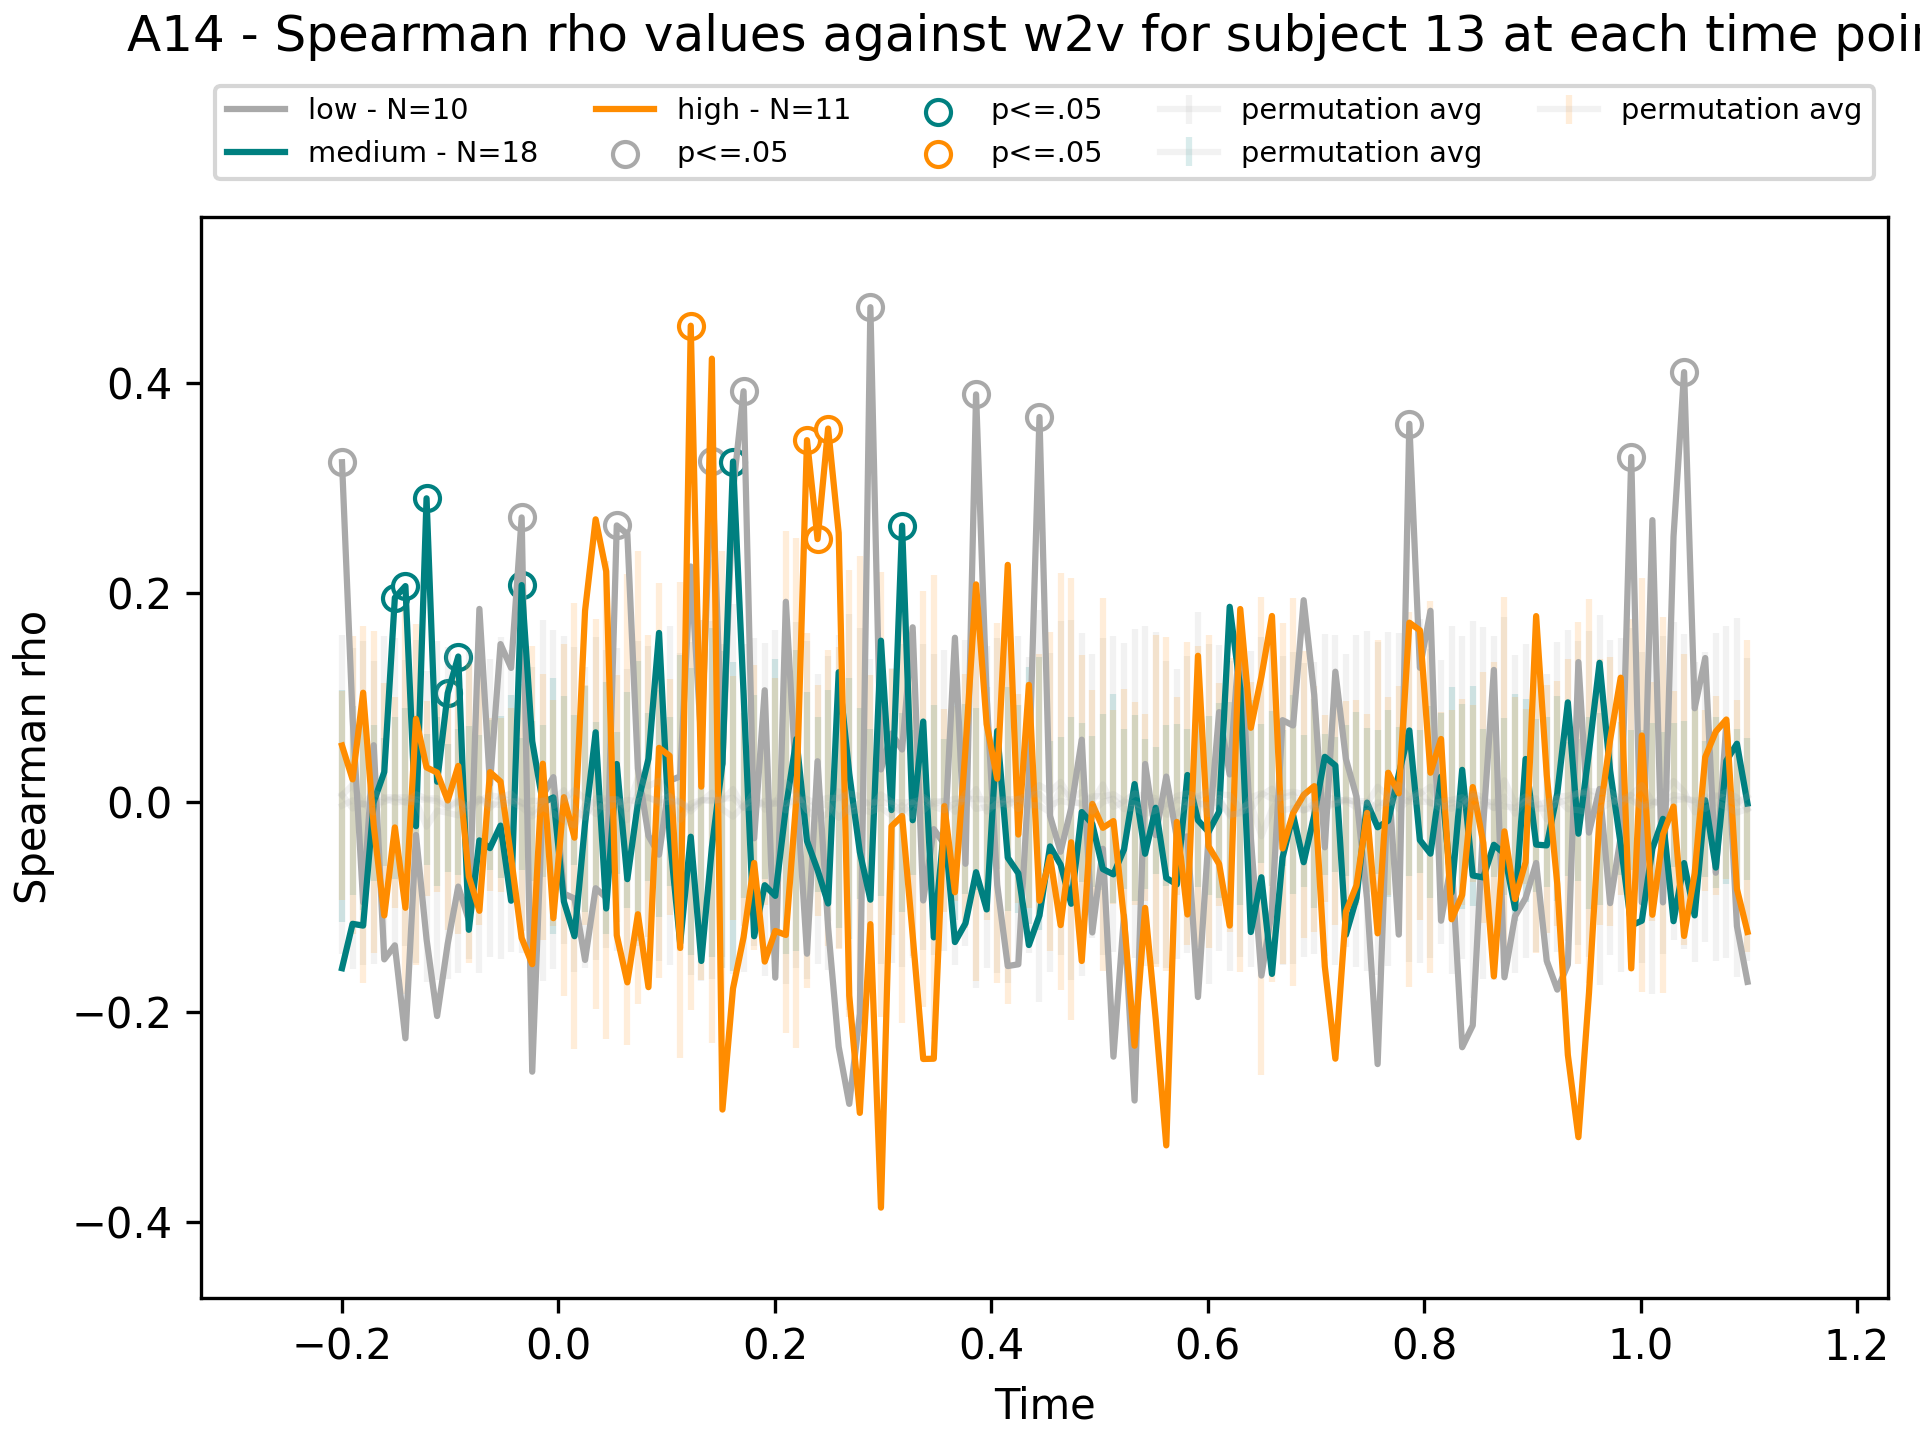 A14 - Spearman rho values against w2v for subject 13 at each time poi
low - N=10
medium - N=18
high - N=11
p<=.05
p<=.05
p<=.05
permutation avg
permutation avg
permutation avg
Spearman rho
0.4
0.2
0.0
−0.2
−0.4
−0.2
0.0
0.2
0.4
0.6
0.8
1.0
1.2
Time